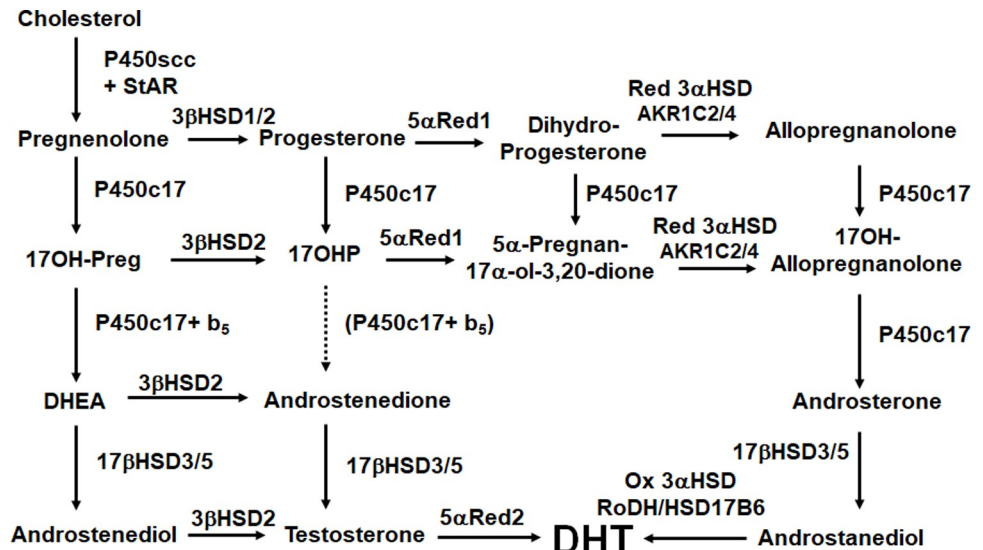 Cholesterol
P450scc
+ StAR
Pregnenolone
3βHSD1/2
Progesterone
5αRed1
Dihydro-
Progesterone
Red 3αHSD
AKR1C2/4
Allopregnanolone
P450c17
P450c17
P450c17
P450c17
17OH-Preg
3βHSD2
17OHP
5αRed1
5α-Pregnan-
17α-ol-3,20-dione
Red 3αHSD
AKR1C2/4
17OH-
Allopregnanolone
P450c17+ b₅
(P450c17+ b₅)
P450c17
DHEA
3βHSD2
Androstenedione
Androsterone
17βHSD3/5
17βHSD3/5
17βHSD3/5
Ox 3αHSD
RoDH/HSD17B6
Androstenediol
3βHSD2
Testosterone
5αRed2
DHT
Androstanediol